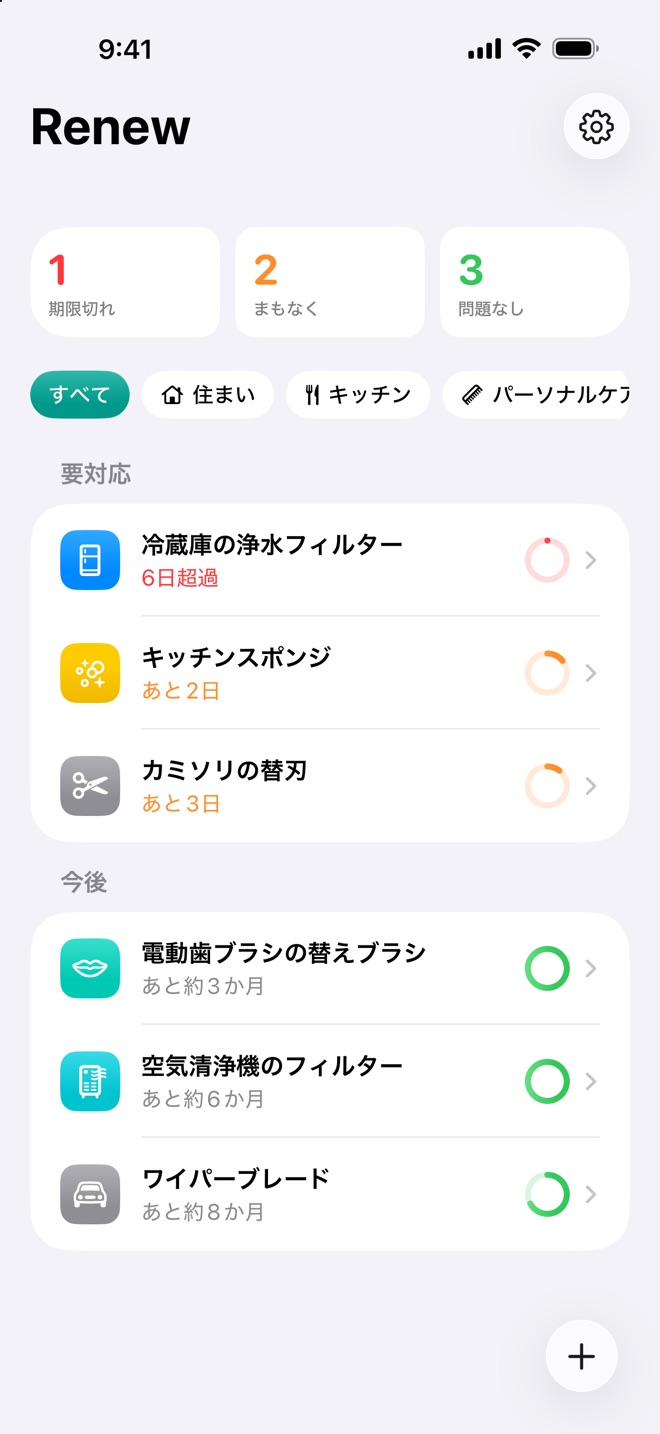 9:41
Renew
1
期限切れ
2
まもなく
3
問題なし
すべて
住まい
キッチン
パーソナルケア
要対応
冷蔵庫の浄水フィルター
6日超過
キッチンスポンジ
あと2日
カミソリの替刃
あと3日
今後
電動歯ブラシの替えブラシ
あと約3か月
空気清浄機のフィルター
あと約6か月
ワイパーブレード
あと約8か月